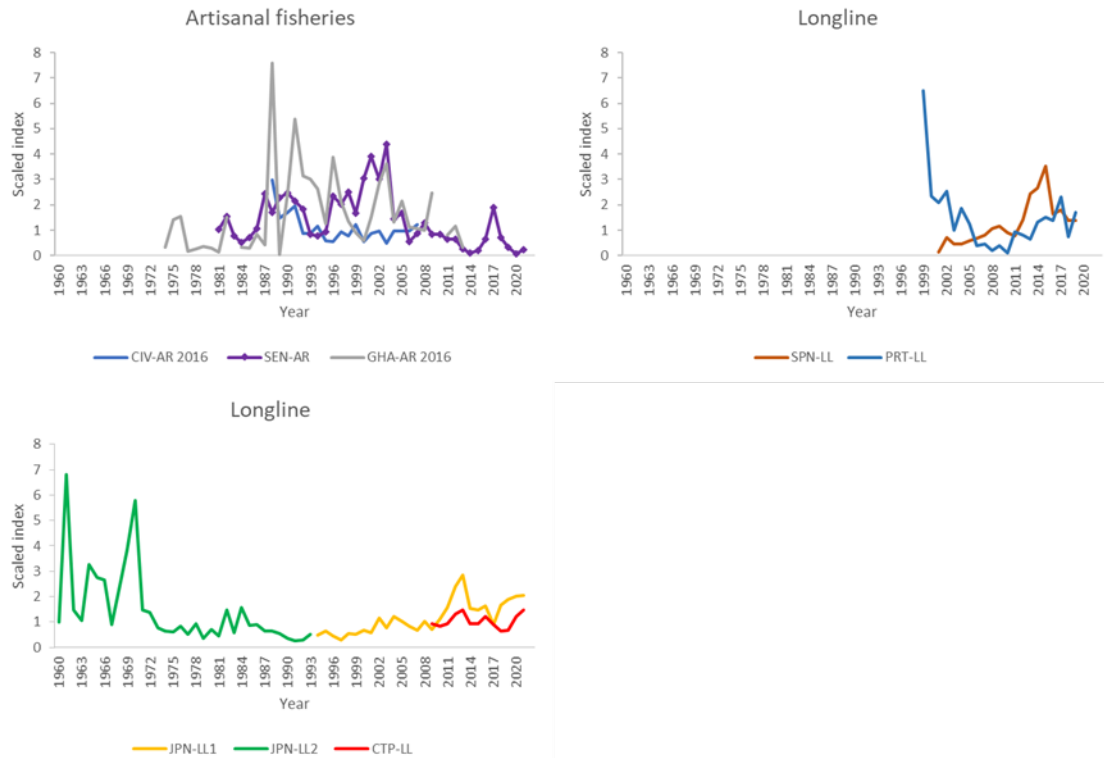 Artisanal fisheries
Scaled index
8
7
6
5
4
3
2
1
0
1960 1963 1966 1969 1972 1975 1978 1981 1984 1987 1990 1993 1996 1999 2002 2005 2008 2011 2014 2017 2020
Year
CIV-AR 2016 SEN-AR GHA-AR 2016
Longline
Scaled index
8
7
6
5
4
3
2
1
0
1960 1963 1966 1969 1972 1975 1978 1981 1984 1987 1990 1993 1996 1999 2002 2005 2008 2011 2014 2017 2020
Year
SPN-LL PRT-LL
Longline
Scaled index
8
7
6
5
4
3
2
1
0
1960 1963 1966 1969 1972 1975 1978 1981 1984 1987 1990 1993 1996 1999 2002 2005 2008 2011 2014 2017 2020
Year
JPN-LL1 JPN-LL2 CTP-LL